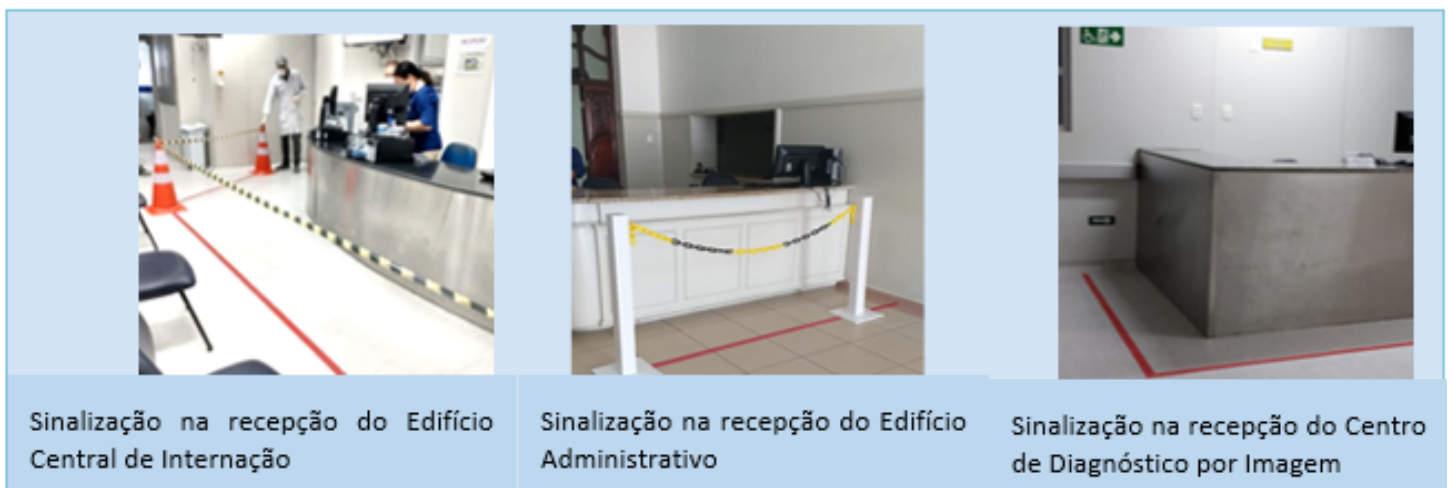 Sinalização na recepção do Edifício
Central de Internação
Sinalização na recepção do Edifício
Administrativo
Sinalização na recepção do Centro
de Diagnóstico por Imagem